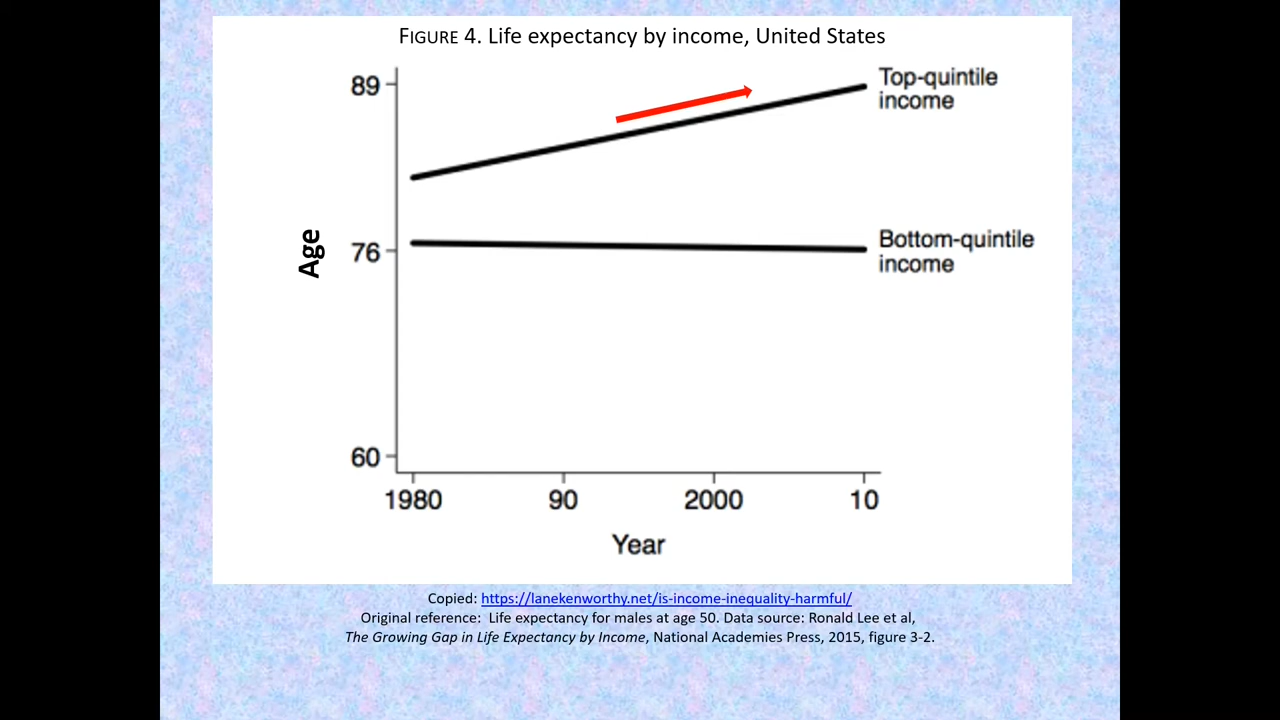 FIGURE 4. Life expectancy by income, United States
89
Top-quintile
income
Age
76
Bottom-quintile
income
60
1980 90 2000 10
Year
Copied: https://lanekenworthy.net/is-income-inequality-harmful/
Original reference: Life expectancy for males at age 50. Data source: Ronald Lee et al,
The Growing Gap in Life Expectancy by Income, National Academies Press, 2015, figure 3-2.